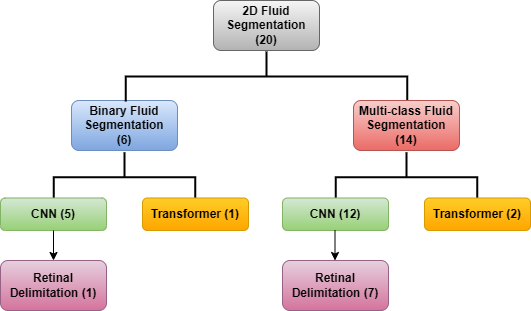 2D Fluid
Segmentation
(20)
Binary Fluid
Segmentation
(6)
Multi-class Fluid
Segmentation
(14)
CNN (5)
Transformer (1)
CNN (12)
Transformer (2)
Retinal
Delimitation (1)
Retinal
Delimitation (7)